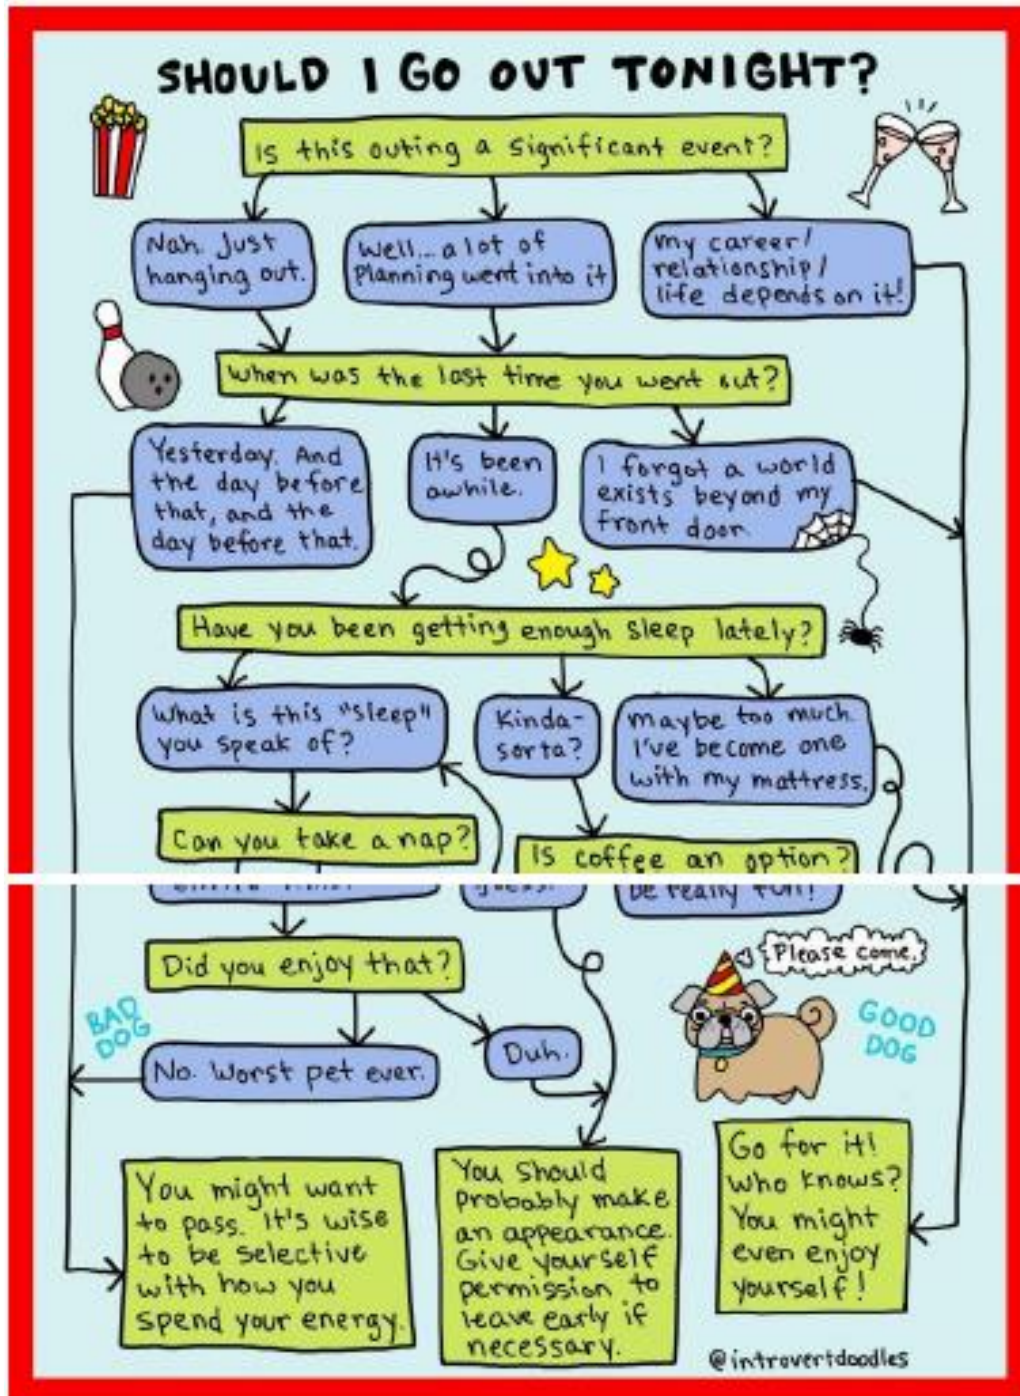 SHOULD I GO OUT TONIGHT?
Is this outing a significant event?
Nah. Just
hanging out.
Well... a lot of
Planning went into it
my career/
relationship/
life depends on it!
When was the last time you went out?
Yesterday. And
the day before
that, and the
day before that.
It's been
awhile.
I forgot a world
exists beyond my
front door.
Have you been getting enough sleep lately?
What is this "sleep"
you speak of?
Kinda-
sorta?
maybe too much.
I've become one
with my mattress.
Can you take a nap?
Is coffee an option?
be really fun!
Did you enjoy that?
Please come.
BAD
DOG
GOOD
DOG
No. Worst pet ever.
Duh.
You might want
to pass. It's wise
to be selective
with how you
spend your energy.
You should
probably make
an appearance.
Give yourself
permission to
leave early if
necessary.
Go for it!
Who knows?
You might
even enjoy
yourself!
@introvertdoodles